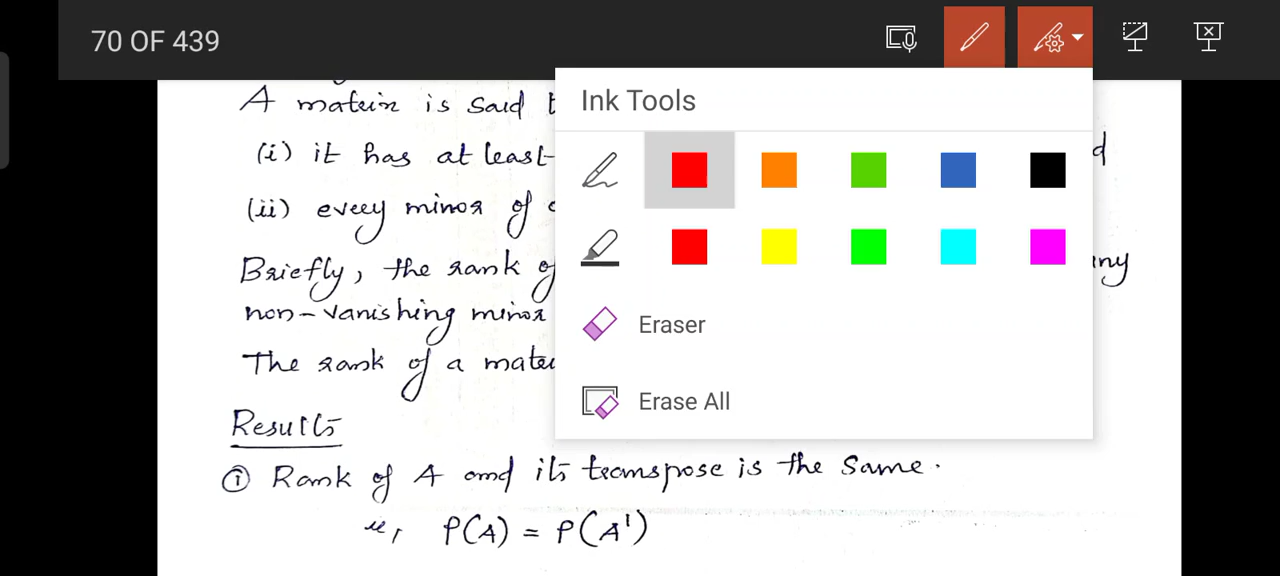 70 OF 439
Ink Tools
Eraser
Erase All
A matrix is said
(i) it has at least
(ii) every minor of
Briefly, the rank of any
non-vanishing minor
The rank of a
Results
① Rank of A and its transpose is the same.
ie, ρ(A) = ρ(A')